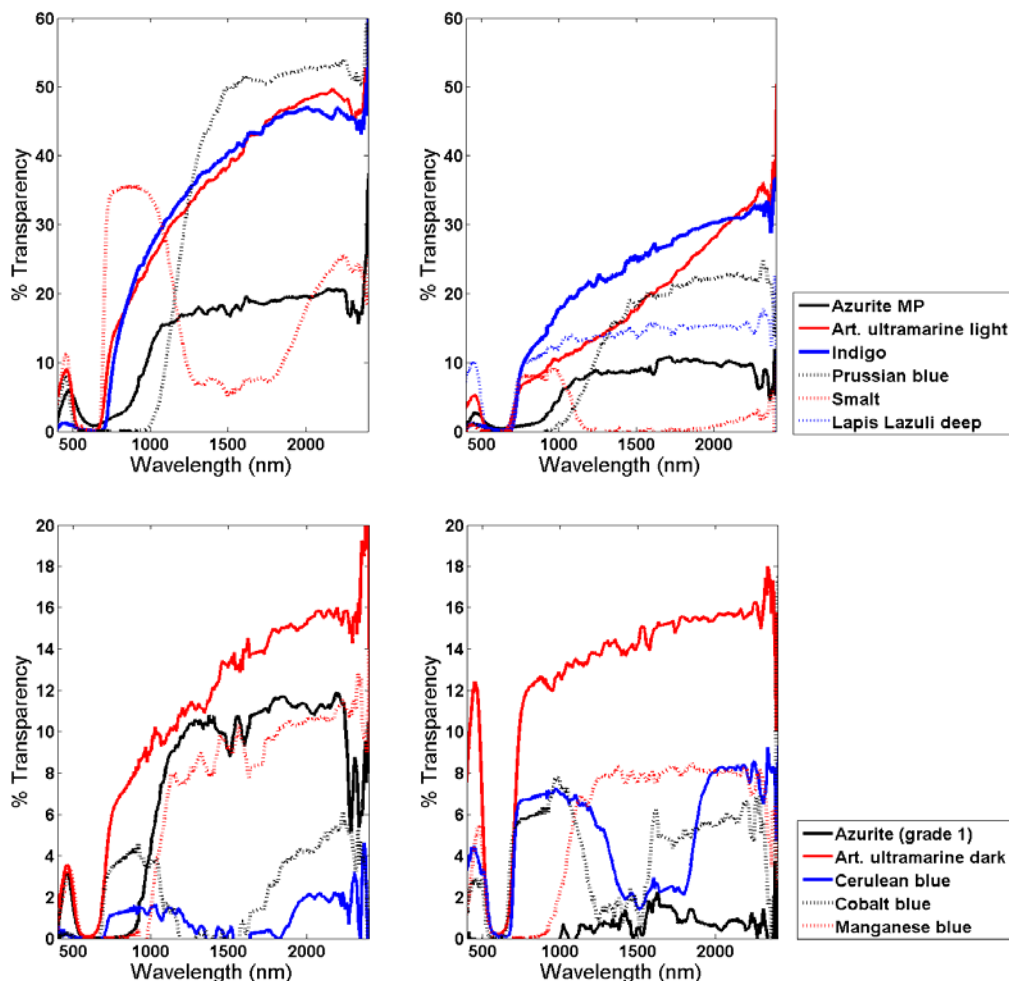 60
50
40
30
20
10
0
% Transparency
500 1000 1500 2000
Wavelength (nm)
60
50
40
30
20
10
0
% Transparency
500 1000 1500 2000
Wavelength (nm)
Azurite MP
Art. ultramarine light
Indigo
Prussian blue
Smalt
Lapis Lazuli deep
20
18
16
14
12
10
8
6
4
2
0
% Transparency
500 1000 1500 2000
Wavelength (nm)
20
18
16
14
12
10
8
6
4
2
0
% Transparency
500 1000 1500 2000
Wavelength (nm)
Azurite (grade 1)
Art. ultramarine dark
Cerulean blue
Cobalt blue
Manganese blue